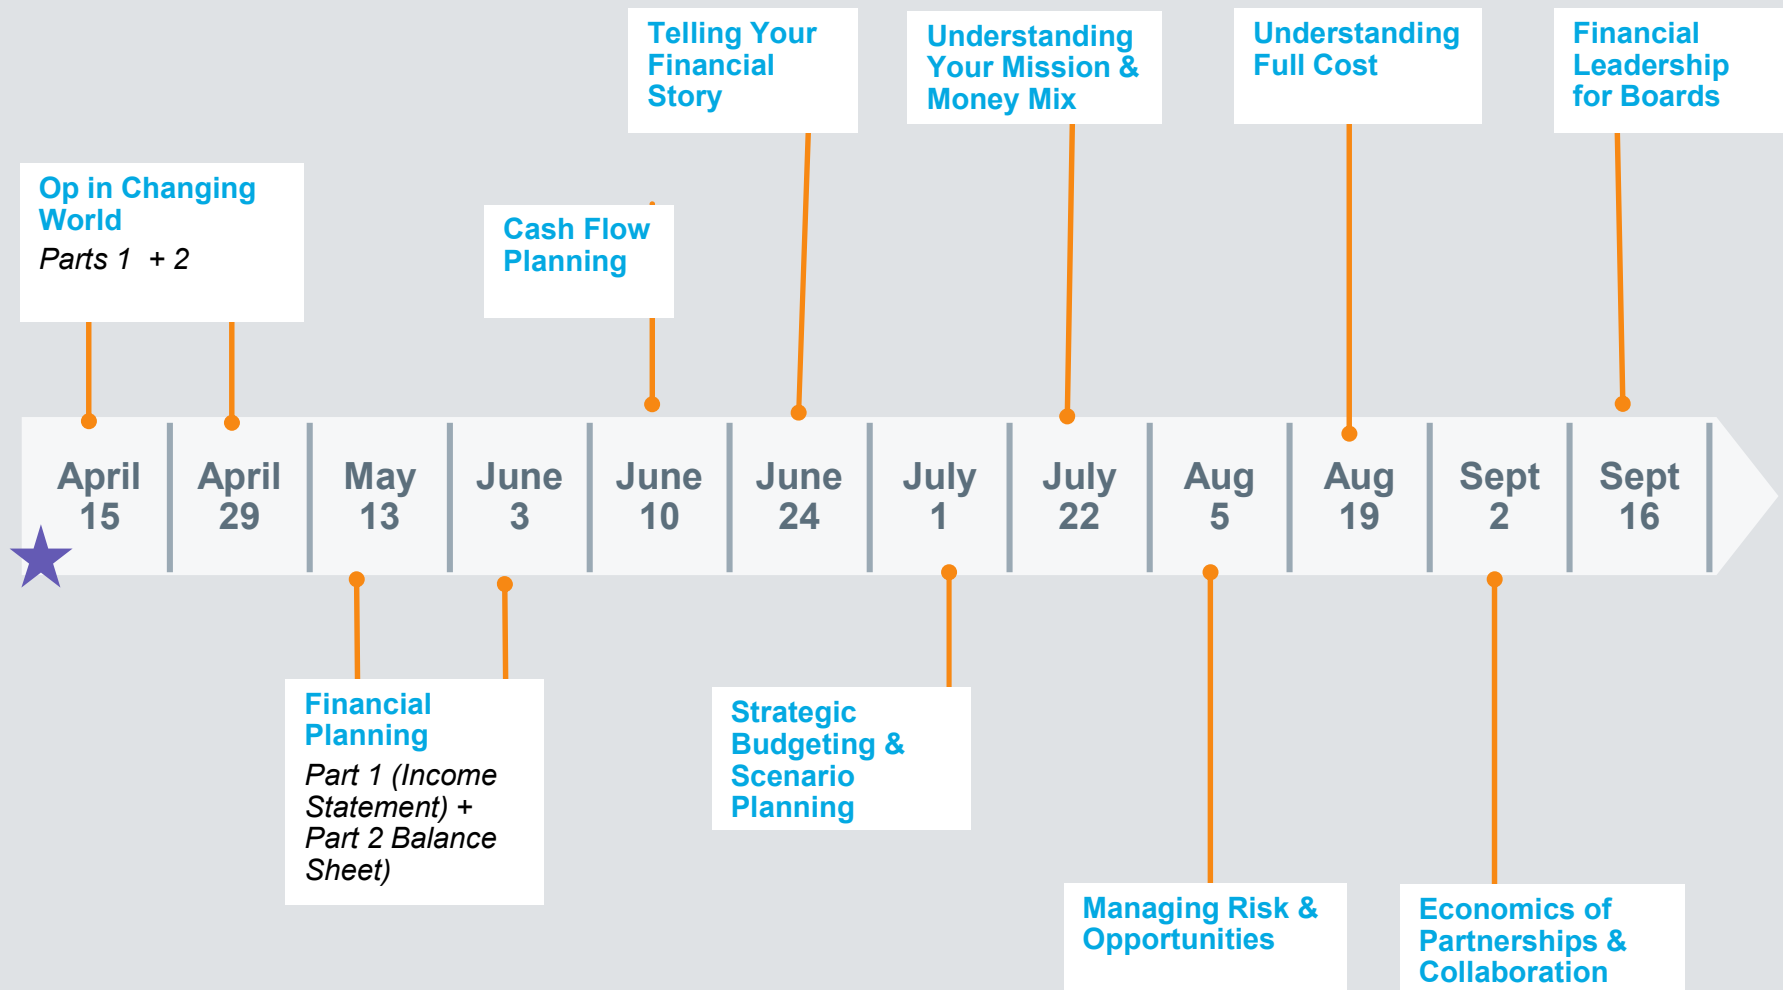 Telling Your
Financial
Story
Understanding
Your Mission &
Money Mix
Understanding
Full Cost
Financial
Leadership
for Boards
Op in Changing
World
Parts 1 + 2
Cash Flow
Planning
April
15
April
29
May
13
June
3
June
10
June
24
July
1
July
22
Aug
5
Aug
19
Sept
2
Sept
16
Financial
Planning
Part 1 (Income
Statement) +
Part 2 Balance
Sheet)
Strategic
Budgeting &
Scenario
Planning
Managing Risk &
Opportunities
Economics of
Partnerships &
Collaboration